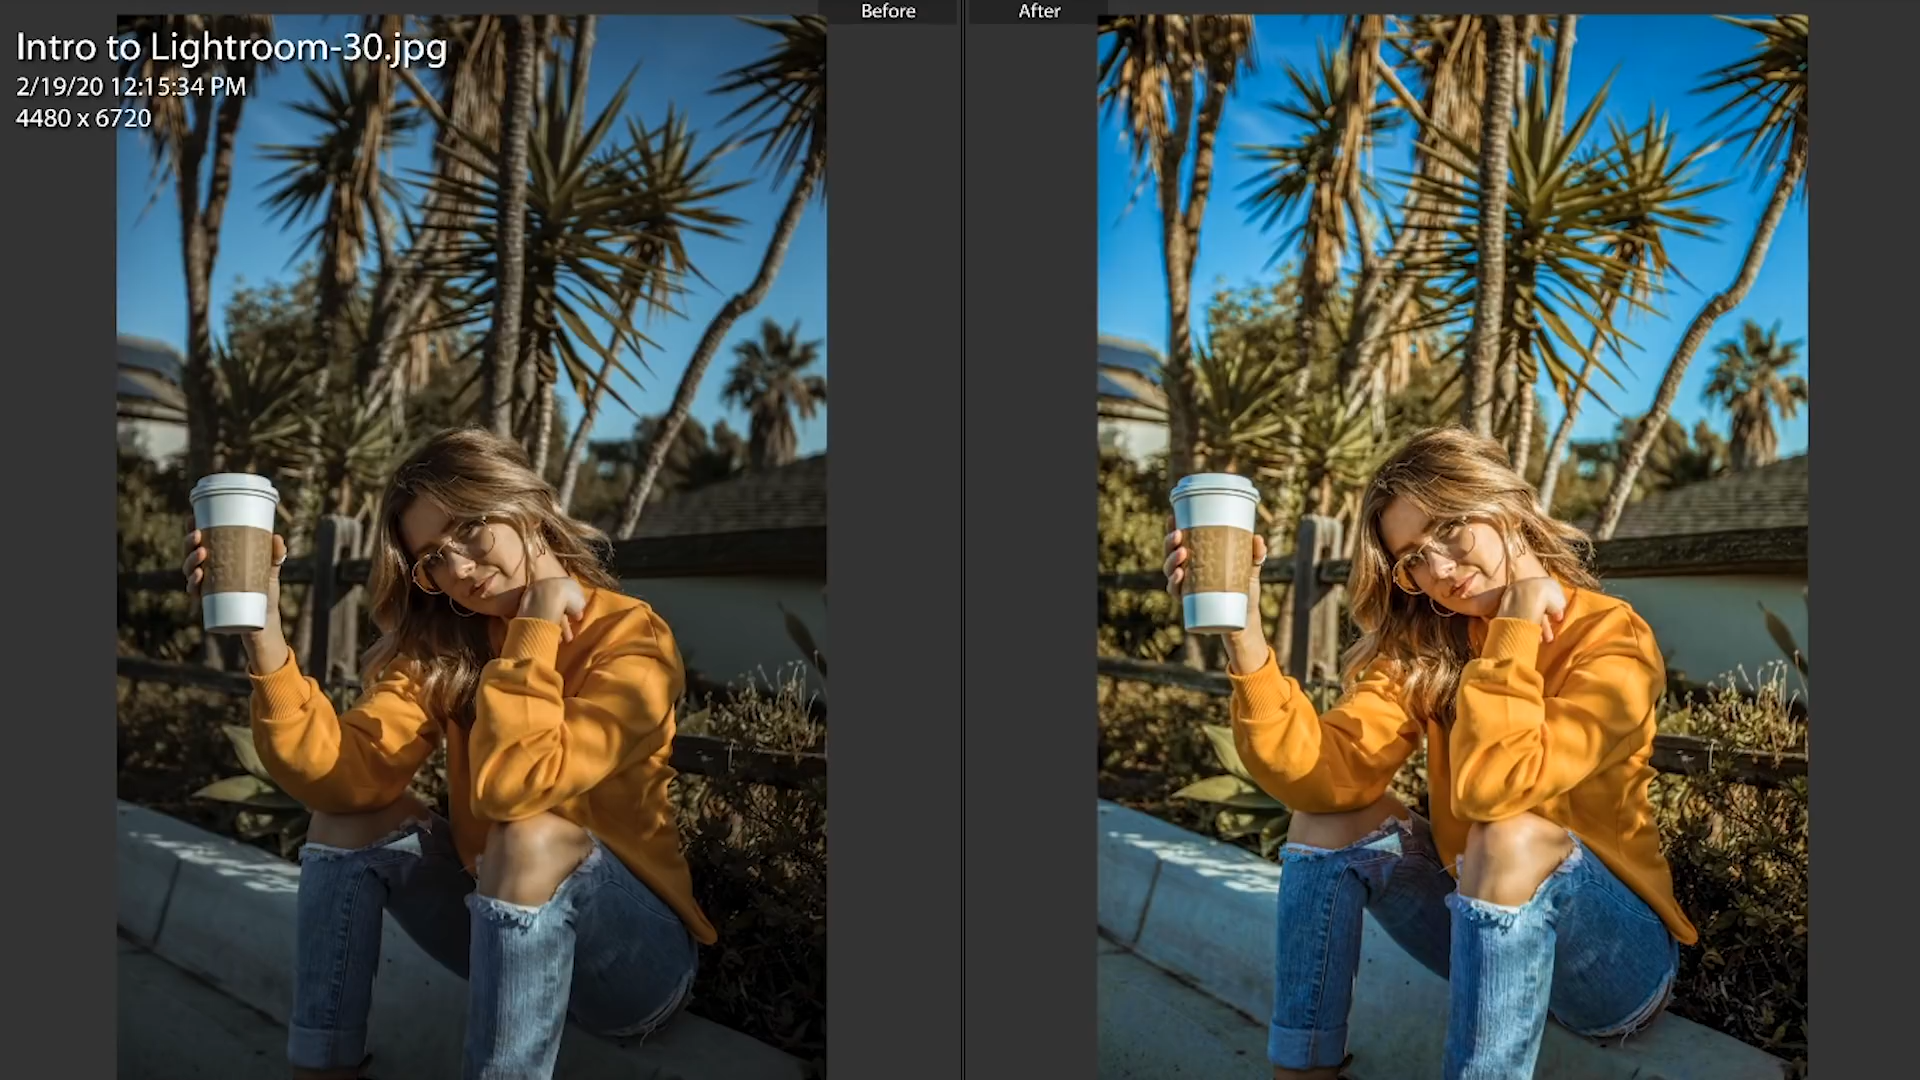 Before
After
Intro to Lightroom-30.jpg
2/19/20 12:15:34 PM
4480 x 6720